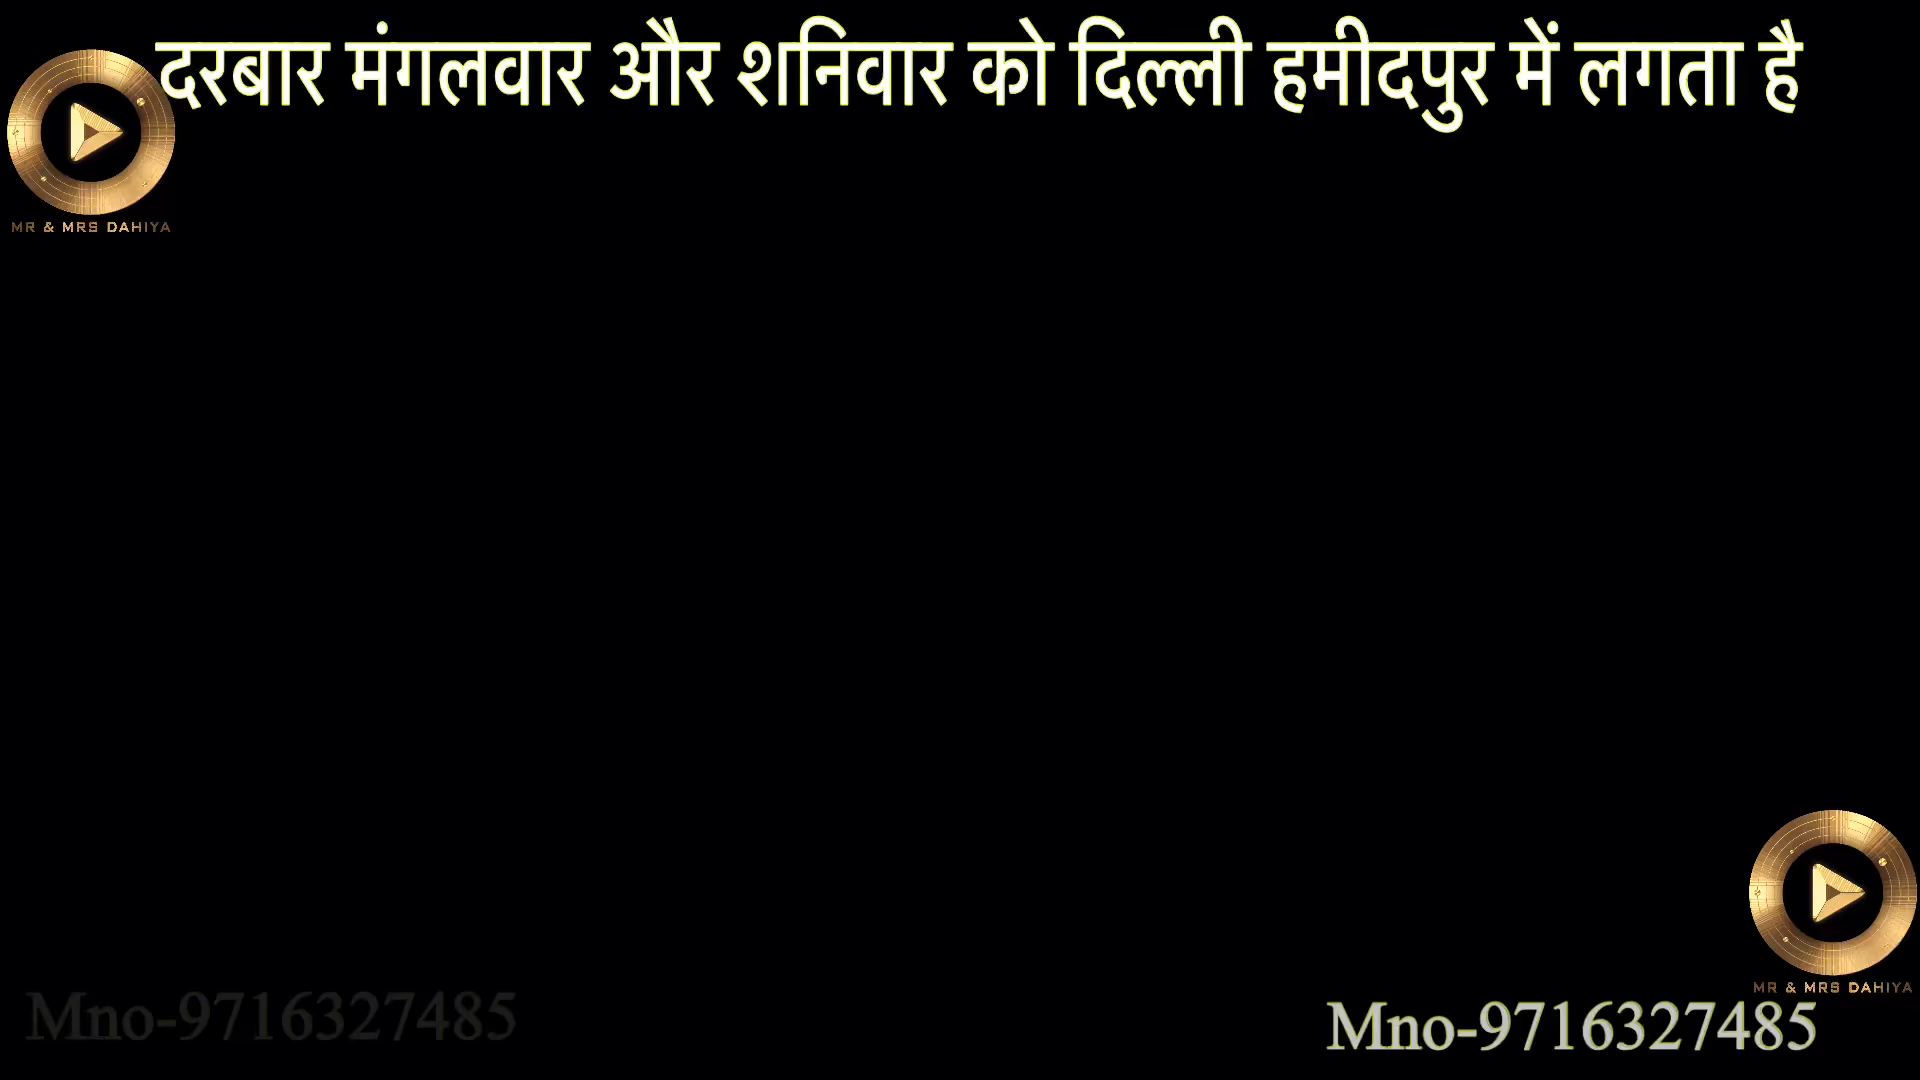 दरबार मंगलवार और शनिवार को दिल्ली हमीदपुर में लगता है
MR & MRS DAHIYA
MR & MRS DAHIYA
Mno-9716327485
Mno-9716327485